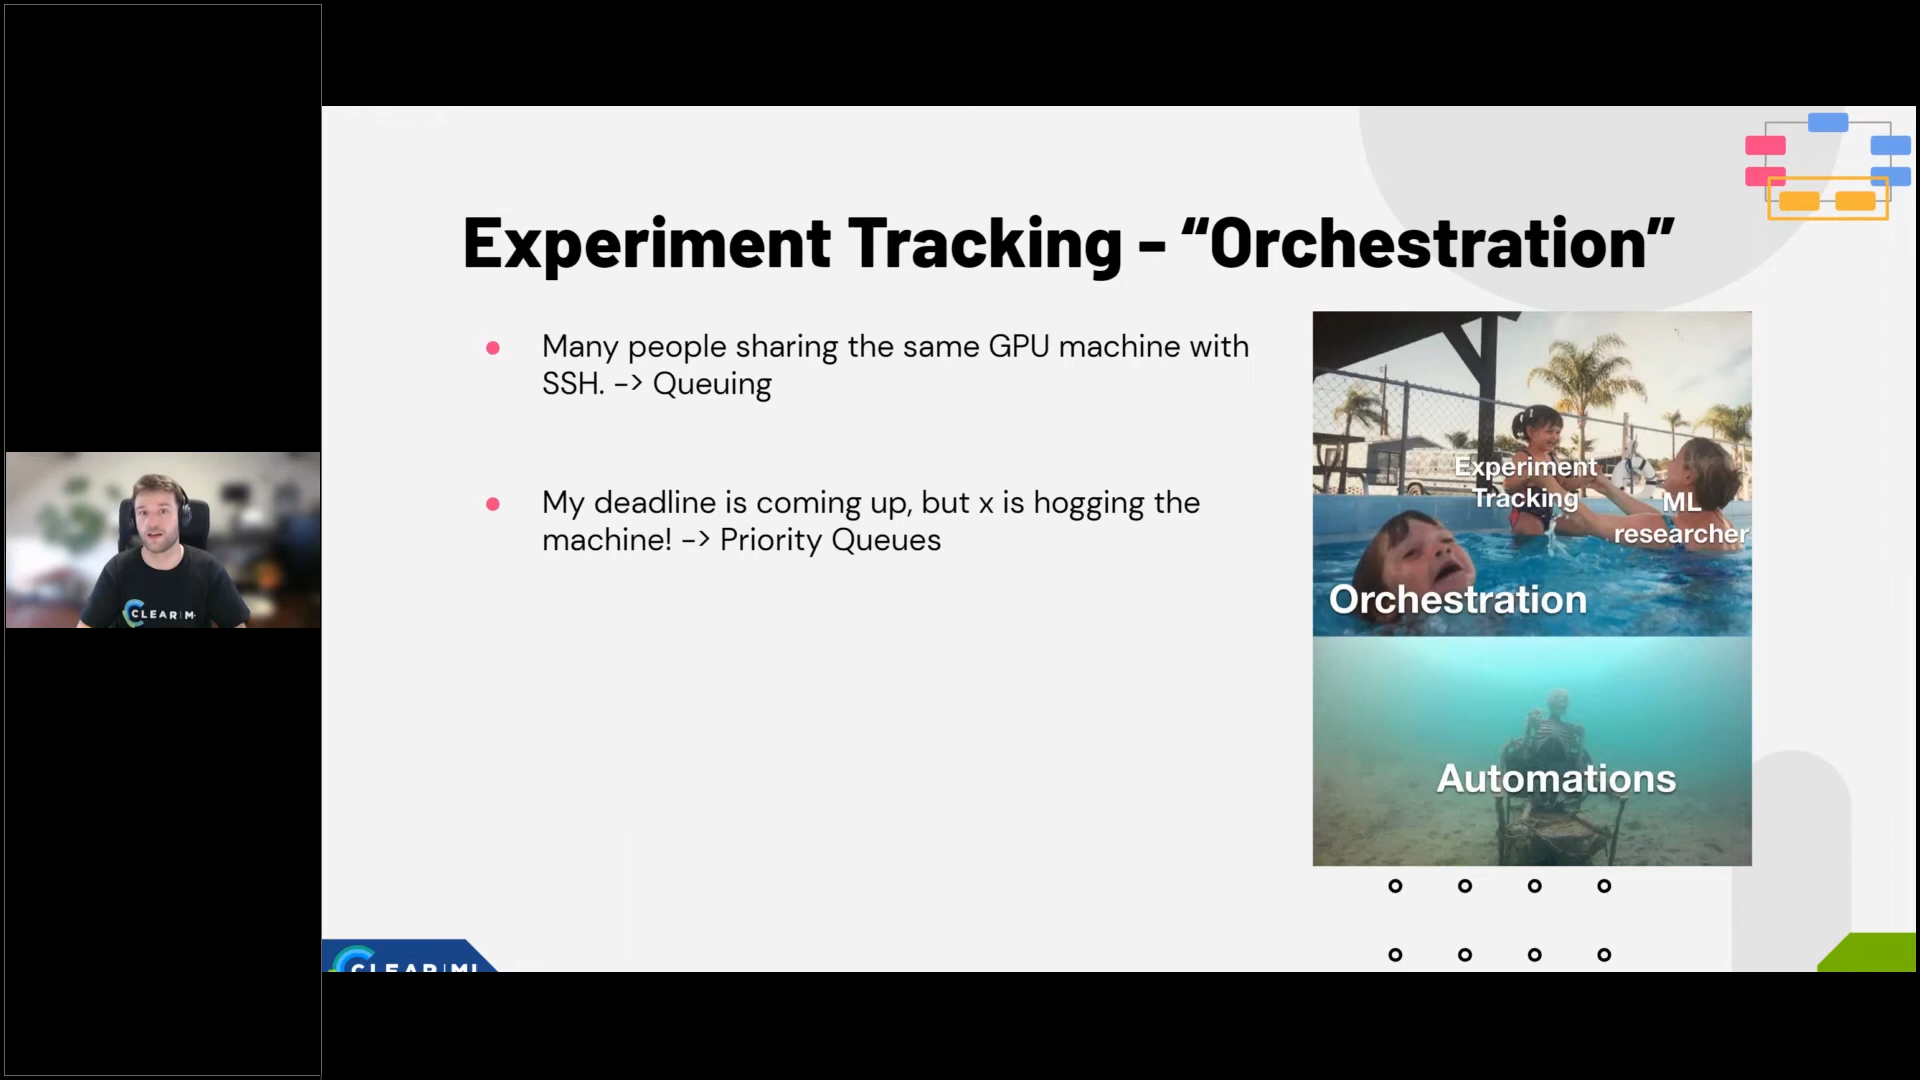 Experiment Tracking - “Orchestration”
Many people sharing the same GPU machine with
SSH. -> Queuing
My deadline is coming up, but x is hogging the
machine! -> Priority Queues
Experiment
Tracking
ML
researcher
Orchestration
Automations
CLEAR|M
CLEAR|ML